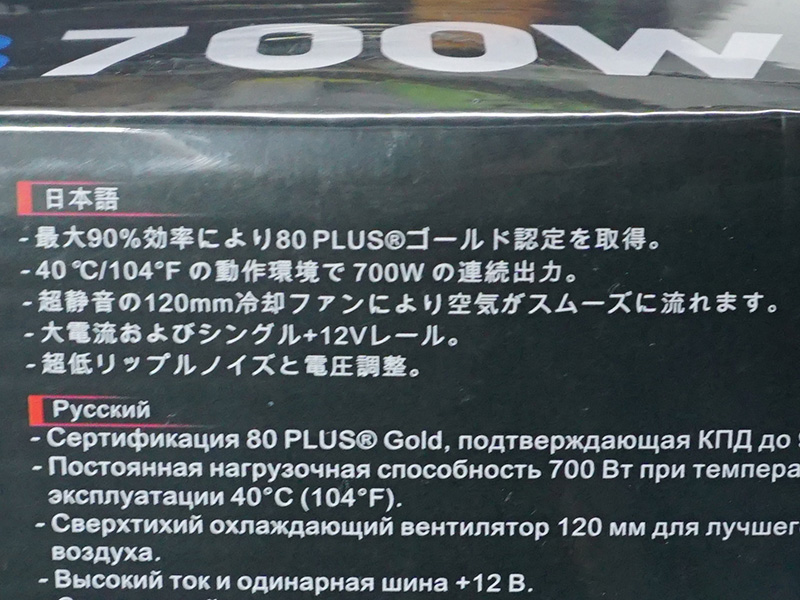 700W
日本語
- 最大90%効率により80 PLUS®ゴールド認定を取得。
- 40 °C/104°F の動作環境で 700W の連続出力。
- 超静音の120mm冷却ファンにより空気がスムーズに流れます。
- 大電流およびシングル+12Vレール。
- 超低リップルノイズと電圧調整。
Русский
- Сертификация 80 PLUS® Gold, подтверждающая КПД до
- Постоянная нагрузочная способность 700 Вт при темпера
эксплуатации 40°C (104°F).
- Сверхтихий охлаждающий вентилятор 120 мм для лучшег
воздуха.
- Высокий ток и одинарная шина +12 В.